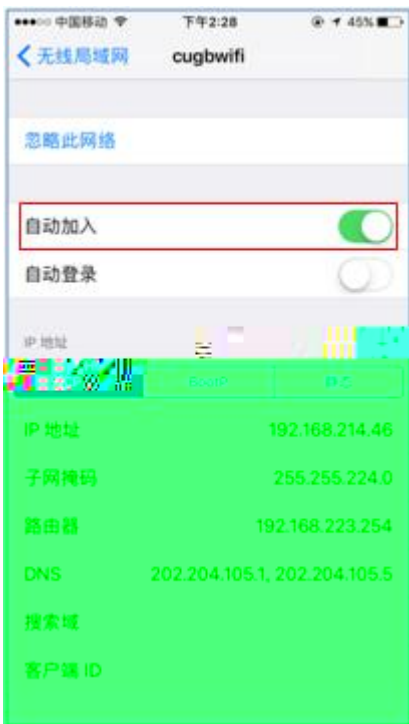 中国移动 下午2:28 45%
无线局域网 cugbwifi
忽略此网络
自动加入
自动登录
IP 地址
BootP 静态
IP 地址 192.168.214.46
子网掩码 255.255.224.0
路由器 192.168.223.254
DNS 202.204.105.1, 202.204.105.5
搜索域
客户端 ID